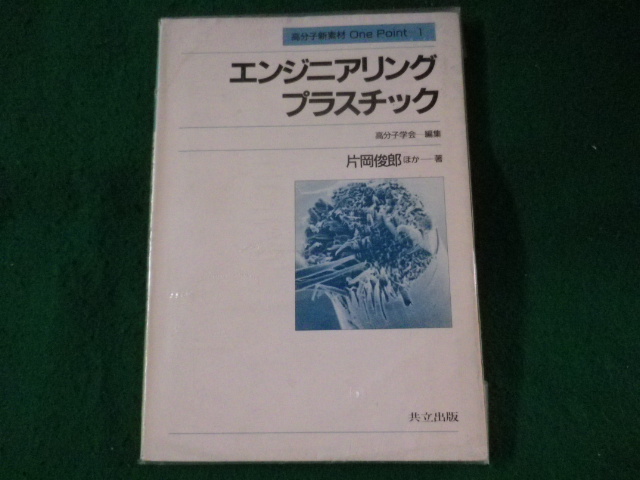 高分子新素材 One Point-1
エンジニアリング
プラスチック
高分子学会―編集
片岡俊郎 ほか―著
共立出版